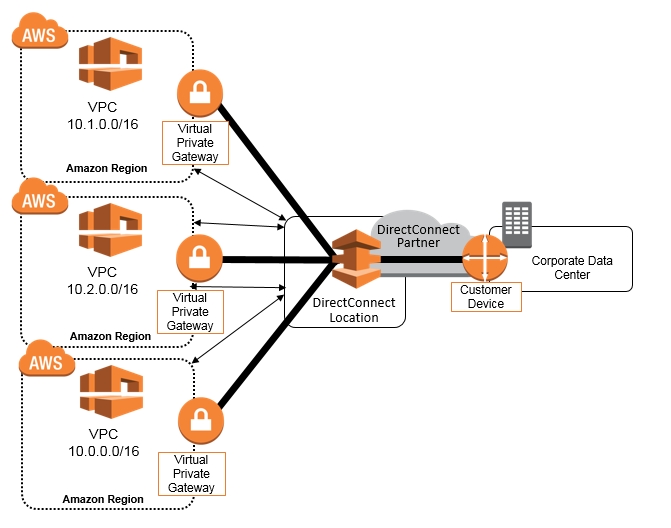 AWS
VPC
10.1.0.0/16
Virtual
Private
Gateway
Amazon Region
AWS
VPC
10.2.0.0/16
Virtual
Private
Gateway
Amazon Region
AWS
VPC
10.0.0.0/16
Virtual
Private
Gateway
Amazon Region
DirectConnect
Partner
DirectConnect
Location
Customer
Device
Corporate Data
Center